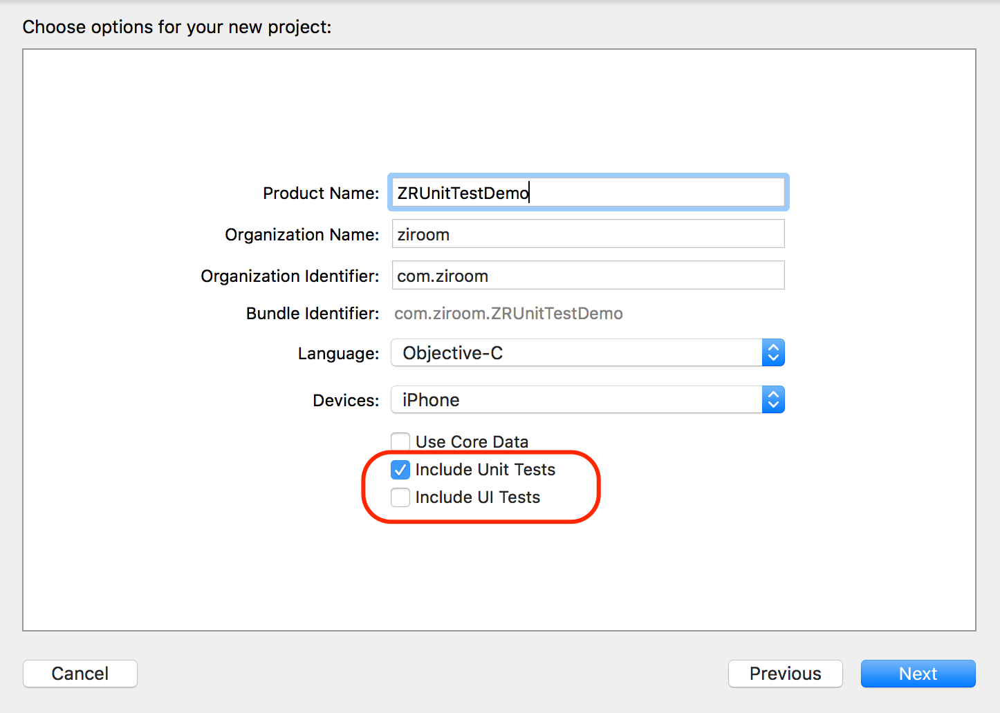 Choose options for your new project:
Product Name: ZRUnitTestDemo
Organization Name: ziroom
Organization Identifier: com.ziroom
Bundle Identifier: com.ziroom.ZRUnitTestDemo
Language: Objective-C
Devices: iPhone
Use Core Data
Include Unit Tests
Include UI Tests
Cancel Previous Next